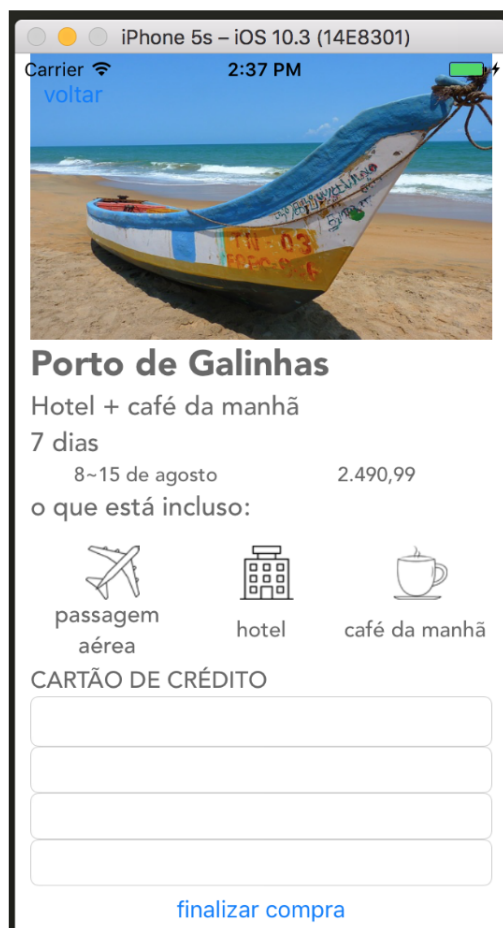 iPhone 5s – iOS 10.3 (14E8301)
Carrier 2:37 PM
voltar
TN - 03
Porto de Galinhas
Hotel + café da manhã
7 dias
8~15 de agosto 2.490,99
o que está incluso:
passagem aérea
hotel
café da manhã
CARTÃO DE CRÉDITO
finalizar compra